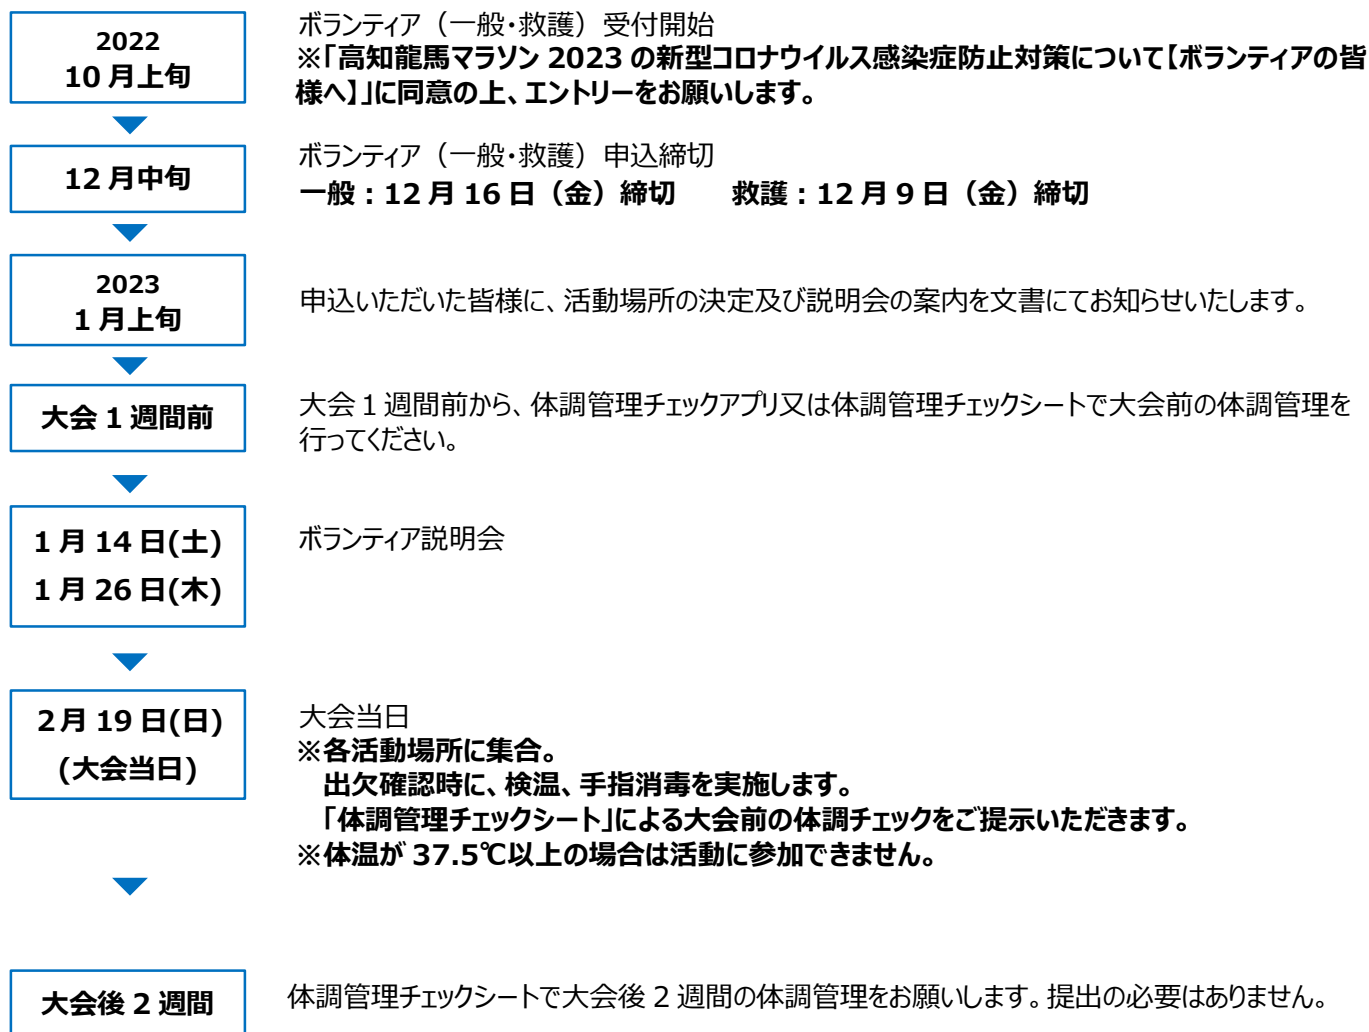 2022
10月上旬
ボランティア（一般・救護）受付開始
※「高知龍馬マラソン 2023 の新型コロナウイルス感染症防止対策について【ボランティアの皆
様へ】」に同意の上、エントリーをお願いします。
12月中旬
ボランティア（一般・救護）申込締切
一般：12月16日（金）締切　　救護：12月9日（金）締切
2023
1月上旬
申込いただいた皆様に、活動場所の決定及び説明会の案内を文書にてお知らせいたします。
大会1週間前
大会1週間前から、体調管理チェックアプリ又は体調管理チェックシートで大会前の体調管理を
行ってください。
1月14日(土)
1月26日(木)
ボランティア説明会
2月19日(日)
(大会当日)
大会当日
※各活動場所に集合。
出欠確認時に、検温、手指消毒を実施します。
「体調管理チェックシート」による大会前の体調チェックをご提示いただきます。
※体温が 37.5℃以上の場合は活動に参加できません。
大会後2週間
体調管理チェックシートで大会後2週間の体調管理をお願いします。提出の必要はありません。